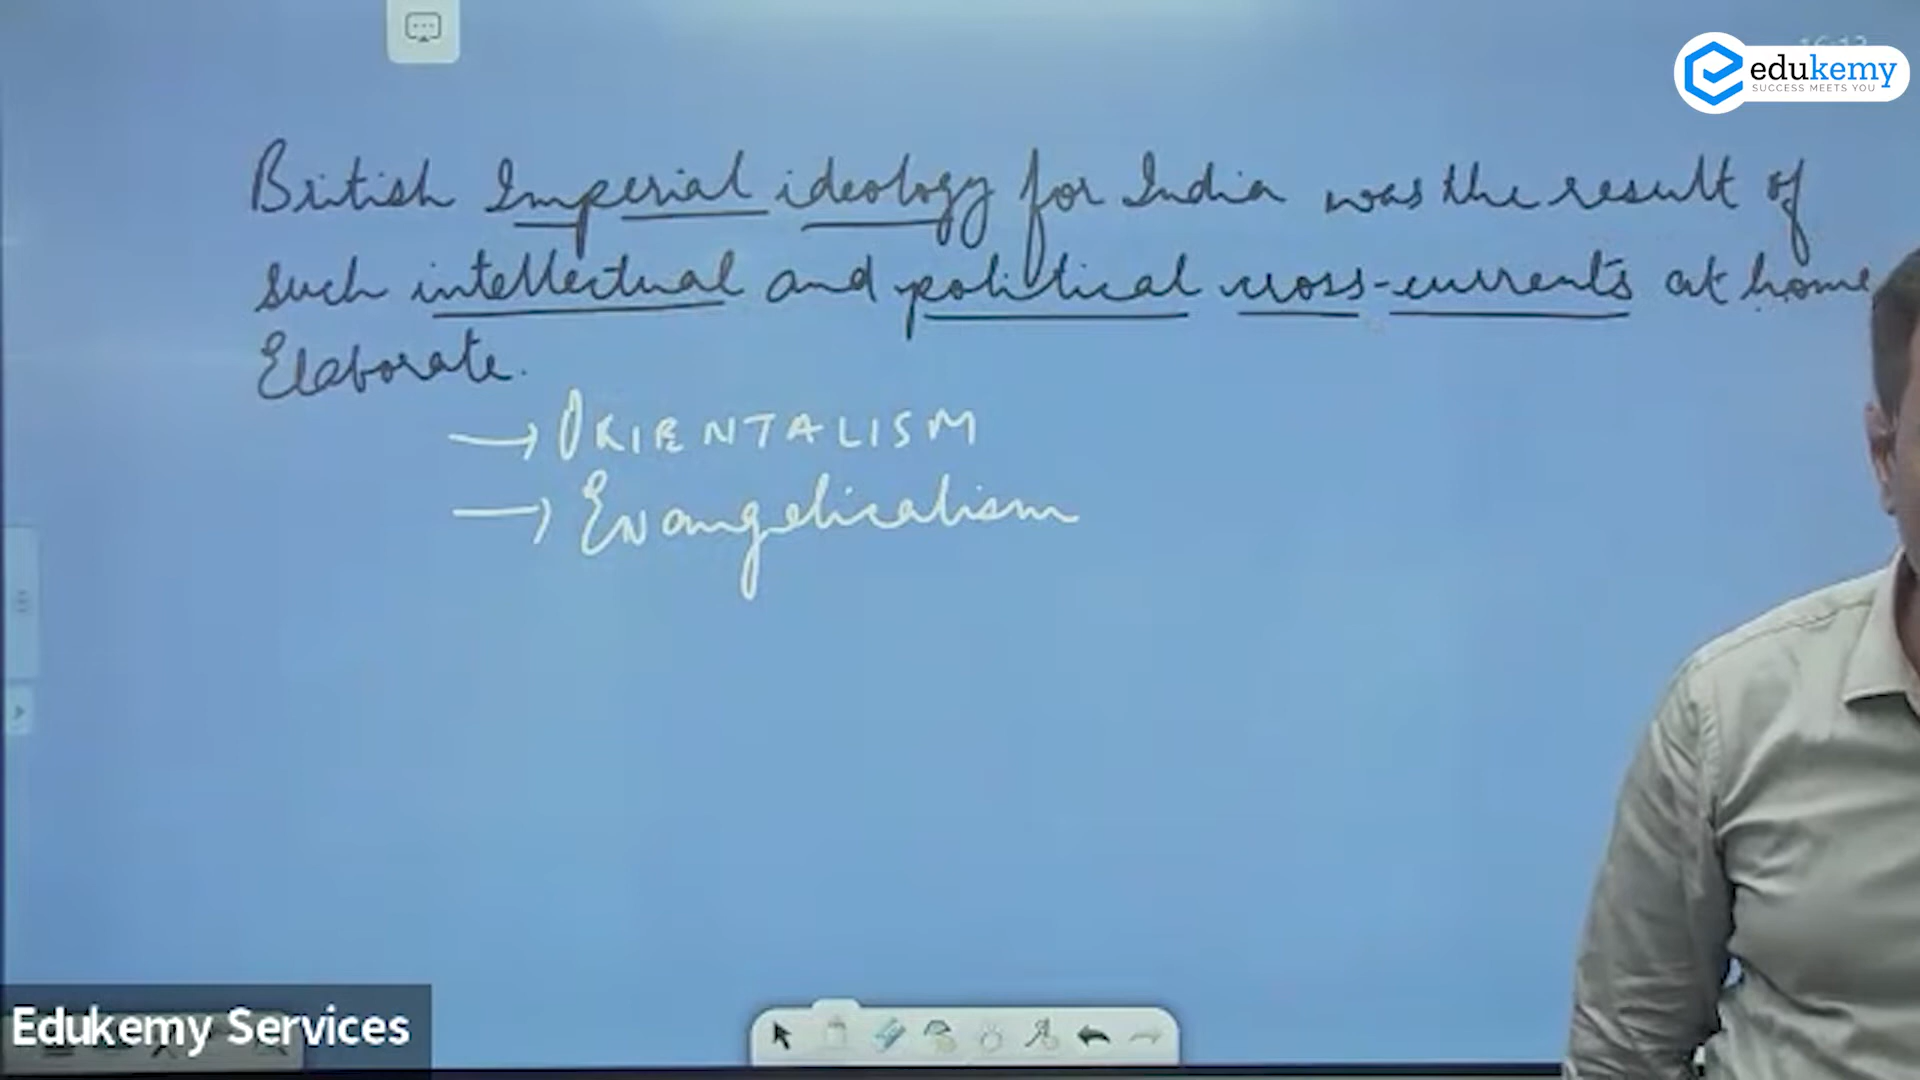 edukemy
SUCCESS MEETS YOU
British Imperial ideology for India was the result of
such intellectual and political cross-currents at home
Elaborate.
→ ORIENTALISM
→ Evangelicalism
Edukemy Services